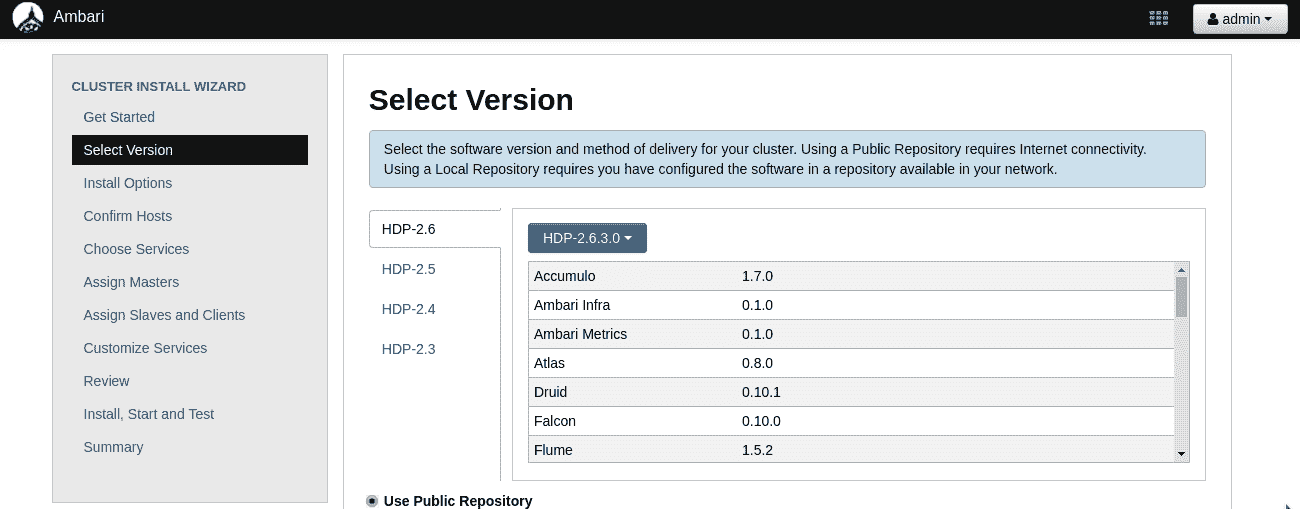 Ambari
admin
CLUSTER INSTALL WIZARD
Get Started
Select Version
Install Options
Confirm Hosts
Choose Services
Assign Masters
Assign Slaves and Clients
Customize Services
Review
Install, Start and Test
Summary
Select Version
Select the software version and method of delivery for your cluster. Using a Public Repository requires Internet connectivity.
Using a Local Repository requires you have configured the software in a repository available in your network.
HDP-2.6
HDP-2.5
HDP-2.4
HDP-2.3
HDP-2.6.3.0
Accumulo 1.7.0
Ambari Infra 0.1.0
Ambari Metrics 0.1.0
Atlas 0.8.0
Druid 0.10.1
Falcon 0.10.0
Flume 1.5.2
Use Public Repository